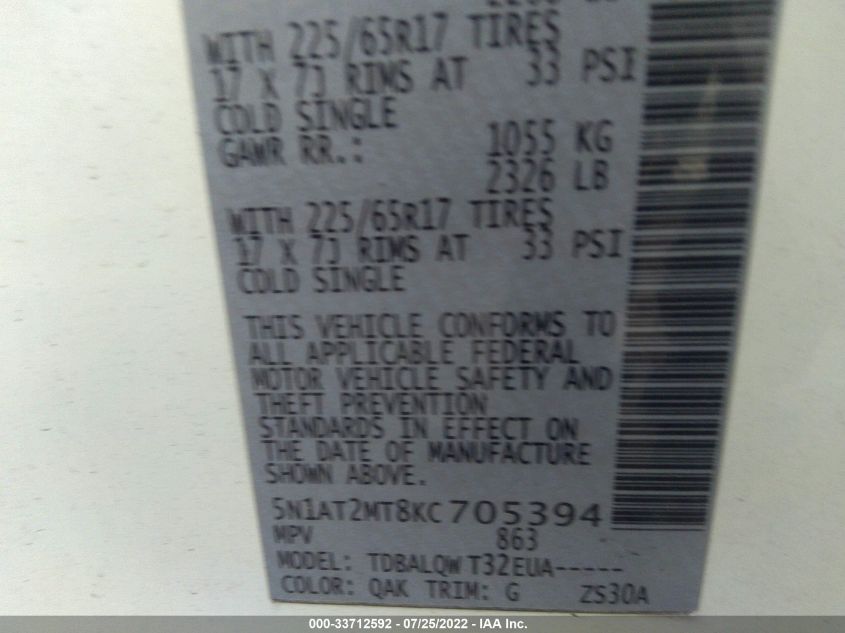 WITH 225/65R17 TIRES
17 X 7J RIMS AT 33 PSI
COLD SINGLE
GAWR RR.: 1055 KG
2326 LB
WITH 225/65R17 TIRES
17 X 7J RIMS AT 33 PSI
COLD SINGLE
THIS VEHICLE CONFORMS TO
ALL APPLICABLE FEDERAL
MOTOR VEHICLE SAFETY AND
THEFT PREVENTION
STANDARDS IN EFFECT ON
THE DATE OF MANUFACTURE
SHOWN ABOVE.
5N1AT2MT8KC705394
MPV 863
MODEL: TDBALQW T32EUA-----
COLOR: QAK TRIM: G ZS30A
000-33712592 - 07/25/2022 - IAA Inc.